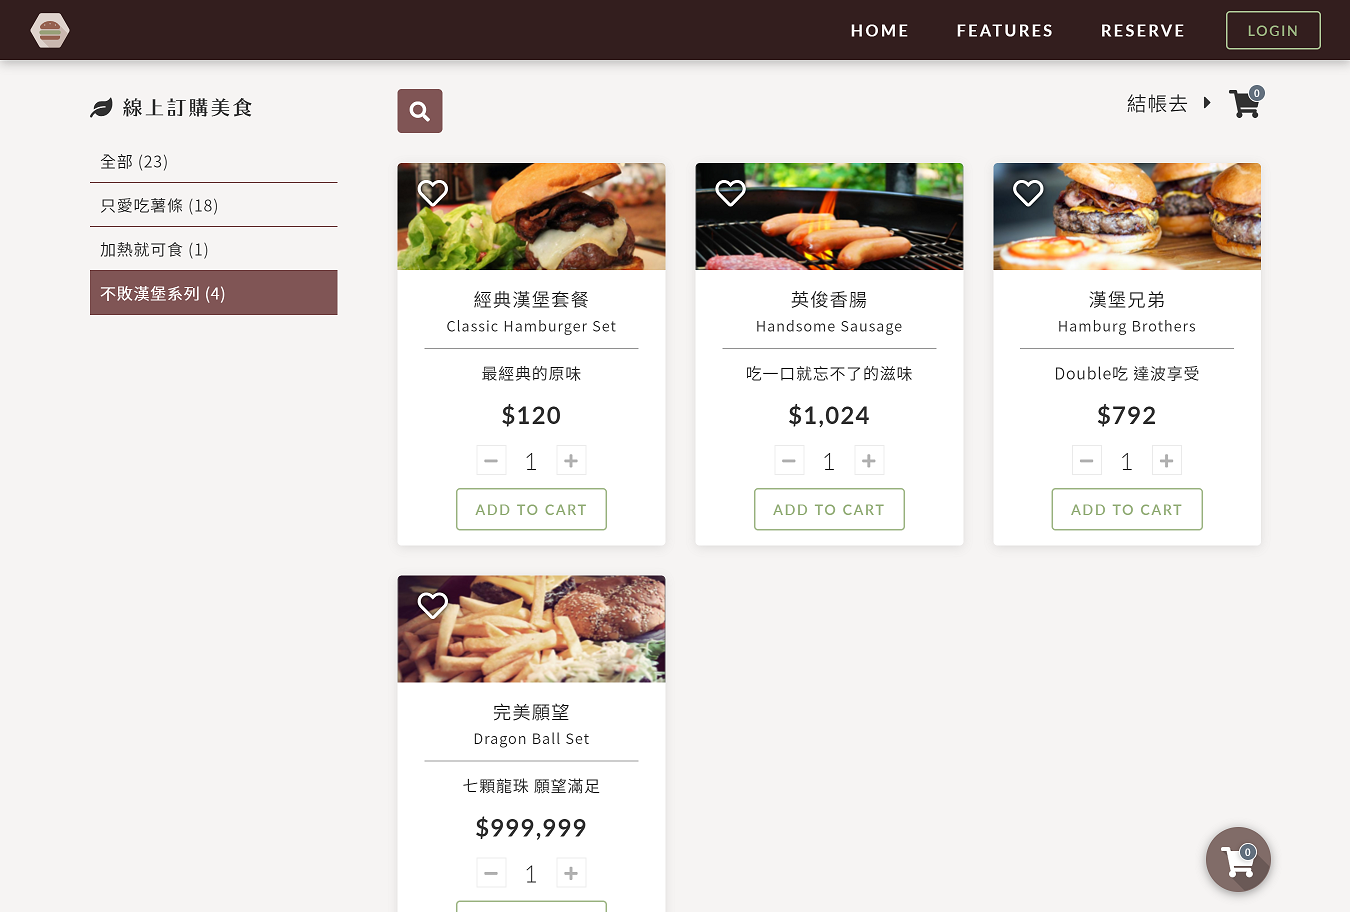 HOME
FEATURES
RESERVE
LOGIN
線上訂購美食
全部 (23)
只愛吃薯條 (18)
加熱就可食 (1)
不敗漢堡系列 (4)
結帳去
0
經典漢堡套餐
Classic Hamburger Set
最經典的原味
$120
1
ADD TO CART
英俊香腸
Handsome Sausage
吃一口就忘不了的滋味
$1,024
1
ADD TO CART
漢堡兄弟
Hamburg Brothers
Double吃 達波享受
$792
1
ADD TO CART
完美願望
Dragon Ball Set
七顆龍珠 願望滿足
$999,999
1
0